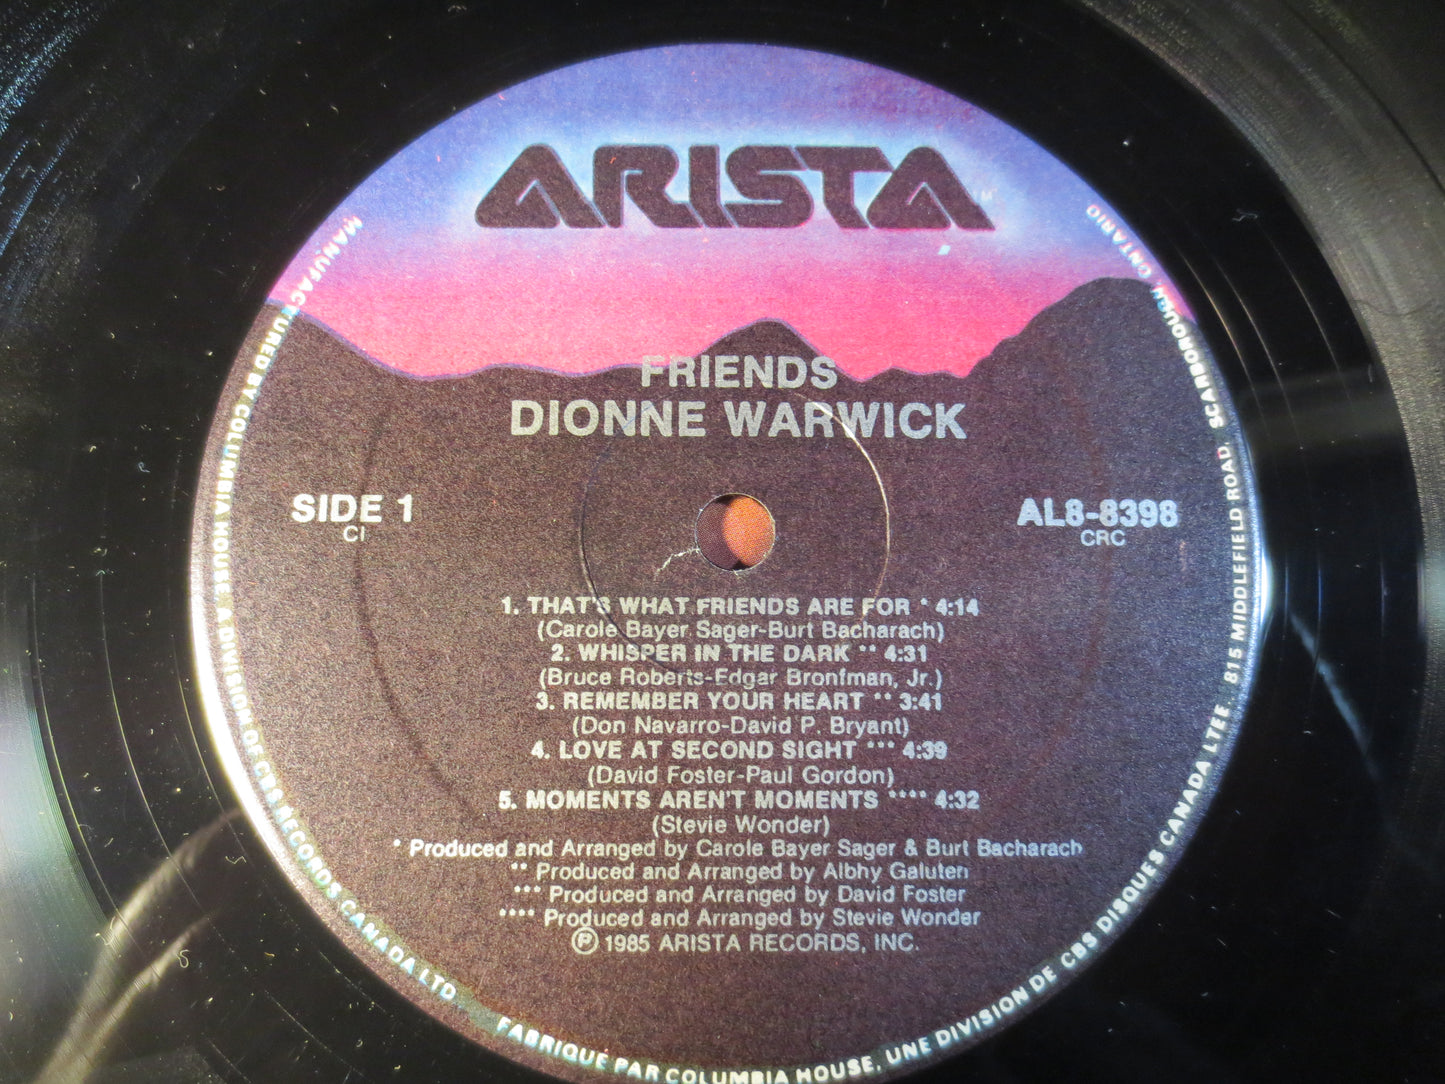 ARISTA
FRIENDS
DIONNE WARWICK
SIDE 1
CI
AL8-8398
CRC
1. THAT'S WHAT FRIENDS ARE FOR * 4:14
(Carole Bayer Sager-Burt Bacharach)
2. WHISPER IN THE DARK ** 4:31
(Bruce Roberts-Edgar Bronfman, Jr.)
3. REMEMBER YOUR HEART ** 3:41
(Don Navarro-David P. Bryant)
4. LOVE AT SECOND SIGHT *** 4:39
(David Foster-Paul Gordon)
5. MOMENTS AREN'T MOMENTS **** 4:32
(Stevie Wonder)
* Produced and Arranged by Carole Bayer Sager & Burt Bacharach
** Produced and Arranged by Albhy Galuten
*** Produced and Arranged by David Foster
**** Produced and Arranged by Stevie Wonder
Ⓟ 1985 ARISTA RECORDS, INC.
MANUFACTURED BY COLUMBIA HOUSE, A DIVISION OF CBS RECORDS CANADA LTD
FABRIQUÉ PAR COLUMBIA HOUSE, UNE DIVISION DE CBS DISQUES CANADA LTEE. 815 MIDDLEFIELD ROAD, SCARBOROUGH, ONTARIO